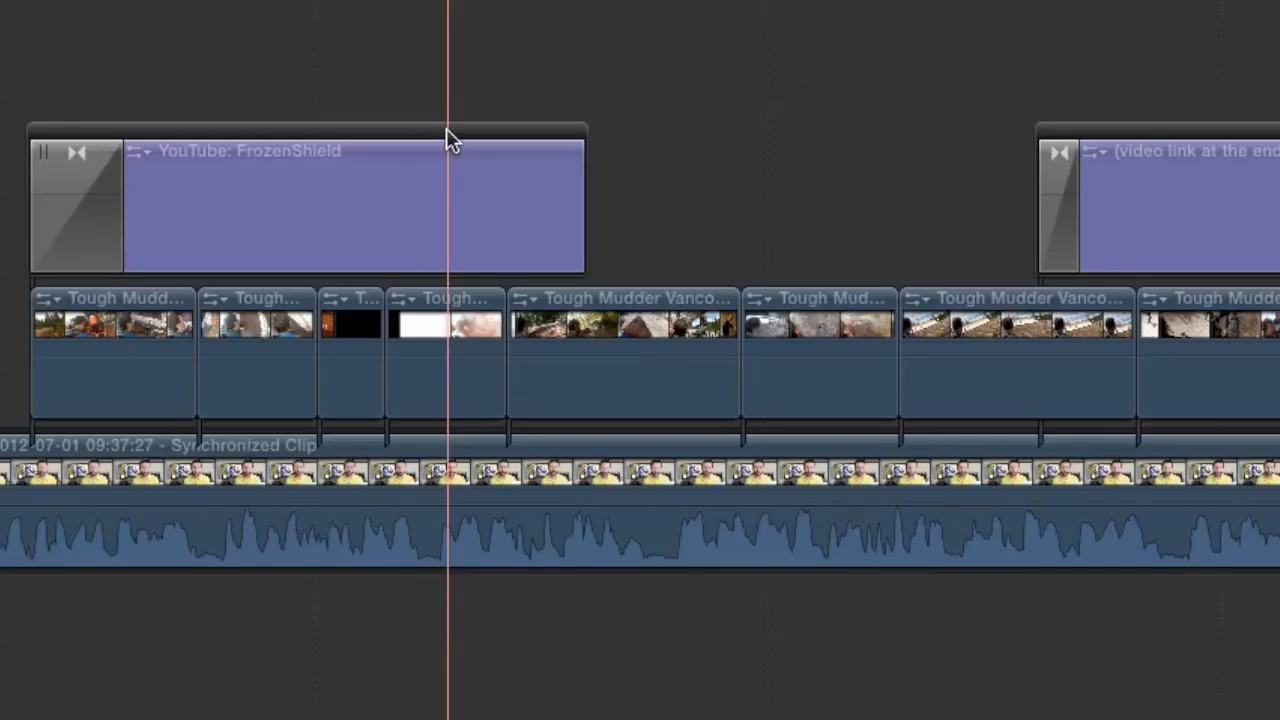 YouTube: FrozenShield
(video link at the end
Tough Mudd...
Tough...
T...
Tough...
Tough Mudder Vanco...
Tough Mud...
Tough Mudder Vanco...
Tough Mudd
012-07-01 09:37:27 - Synchronized Clip